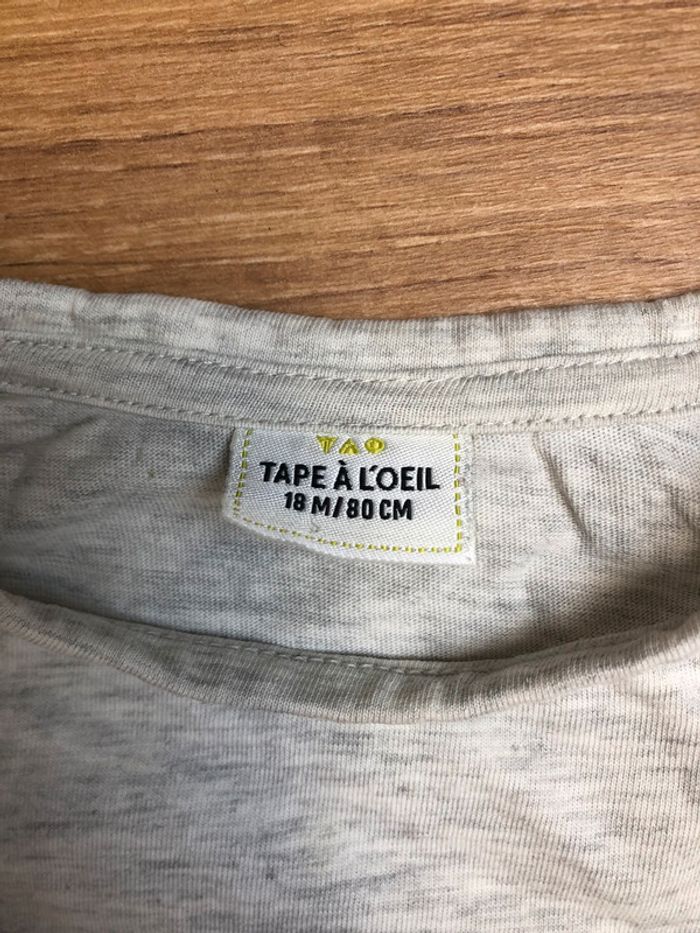 TAO
TAPE À L'OEIL
18 M/80 CM